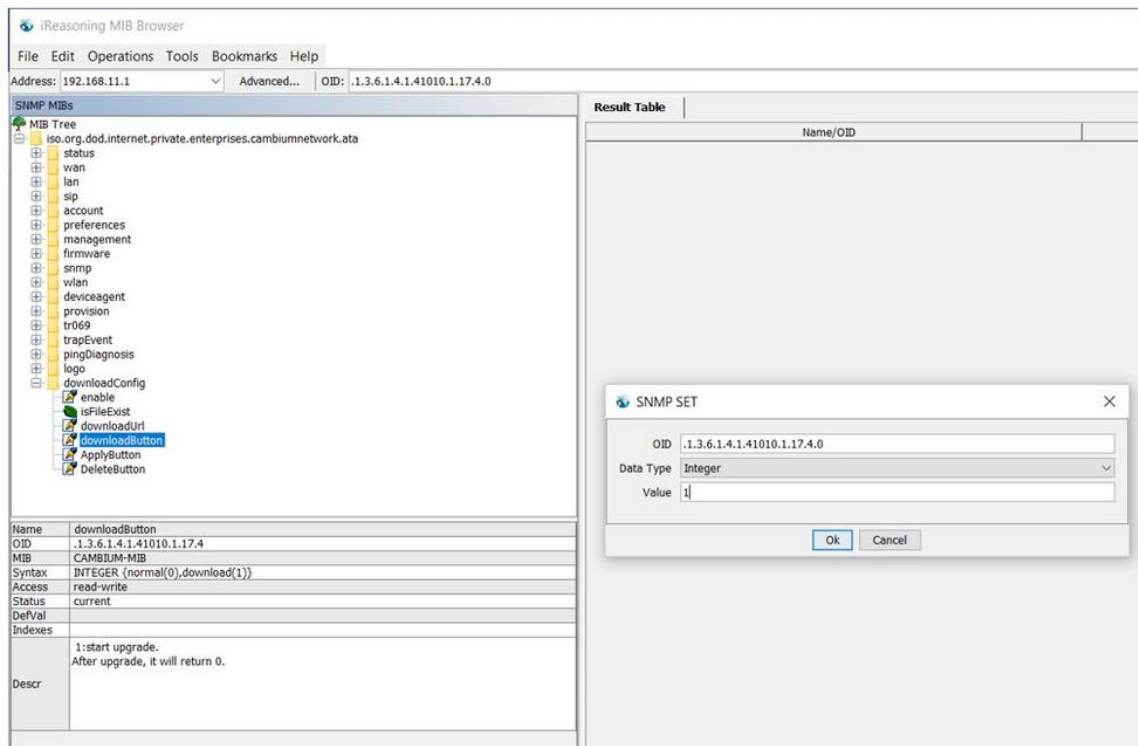 iReasoning MIB Browser
File Edit Operations Tools Bookmarks Help
Address: 192.168.11.1 Advanced... OID: .1.3.6.1.4.1.41010.1.17.4.0
SNMP MIBs
MIB Tree
iso.org.dod.internet.private.enterprises.cambiumnetwork.ata
status
wan
lan
sip
account
preferences
management
firmware
snmp
wlan
deviceagent
provision
tr069
trapEvent
pingDiagnosis
logo
downloadConfig
enable
isFileExist
downloadUrl
downloadButton
ApplyButton
DeleteButton
Name downloadButton
OID .1.3.6.1.4.1.41010.1.17.4
MIB CAMBIUM-MIB
Syntax INTEGER {normal(0),download(1)}
Access read-write
Status current
DefVal
Indexes
Descr 1:start upgrade.
After upgrade, it will return 0.
Result Table
Name/OID
SNMP SET
OID .1.3.6.1.4.1.41010.1.17.4.0
Data Type Integer
Value 1
Ok Cancel